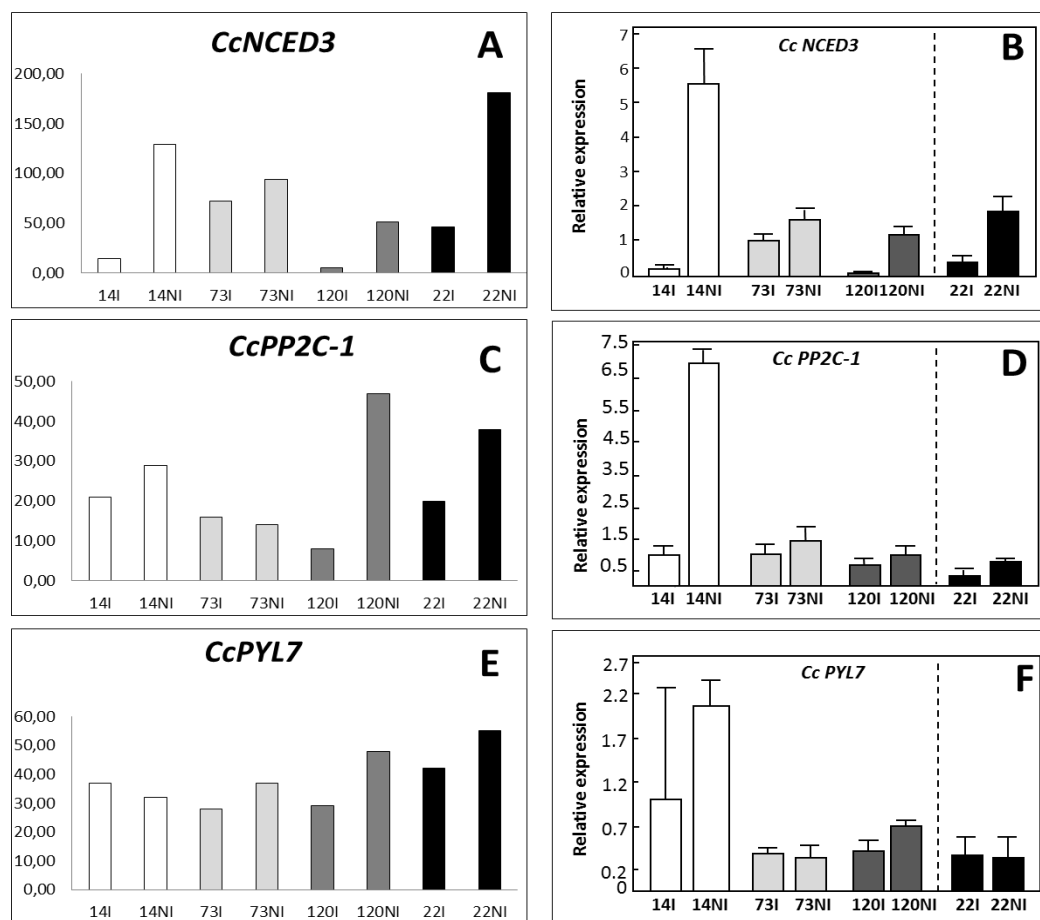 CcNCED3
A
200,00
150,00
100,00
50,00
0,00
14I 14NI 73I 73NI 120I 120NI 22I 22NI
Cc NCED3
B
Relative expression
7
6
5
4
3
2
1
0
14I 14NI 73I 73NI 120I 120NI 22I 22NI
CcPP2C-1
C
50,00
40,00
30,00
20,00
10,00
0,00
14I 14NI 73I 73NI 120I 120NI 22I 22NI
Cc PP2C-1
D
Relative expression
7.5
6.5
5.5
4.5
3.5
2.5
1.5
0.5
14I 14NI 73I 73NI 120I 120NI 22I 22NI
CcPYL7
E
60,00
50,00
40,00
30,00
20,00
10,00
0,00
14I 14NI 73I 73NI 120I 120NI 22I 22NI
Cc PYL7
F
Relative expression
2.7
2.2
1.7
1.2
0.7
0.2
0
14I 14NI 73I 73NI 120I 120NI 22I 22NI